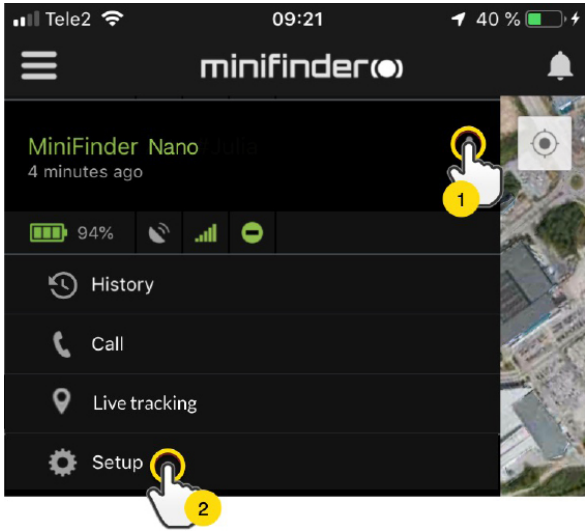 Tele2 09:21 40 %
minifinder
MiniFinder Nano
4 minutes ago
1
94%
History
Call
Live tracking
Setup
2